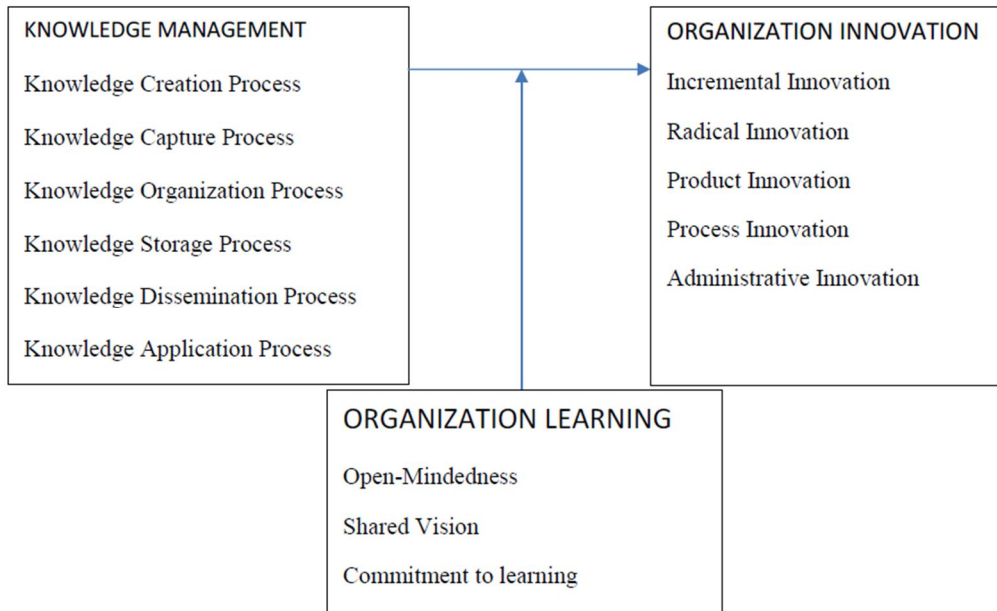 KNOWLEDGE MANAGEMENT
Knowledge Creation Process
Knowledge Capture Process
Knowledge Organization Process
Knowledge Storage Process
Knowledge Dissemination Process
Knowledge Application Process
ORGANIZATION INNOVATION
Incremental Innovation
Radical Innovation
Product Innovation
Process Innovation
Administrative Innovation
ORGANIZATION LEARNING
Open-Mindedness
Shared Vision
Commitment to learning